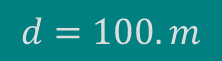 d = 100. m